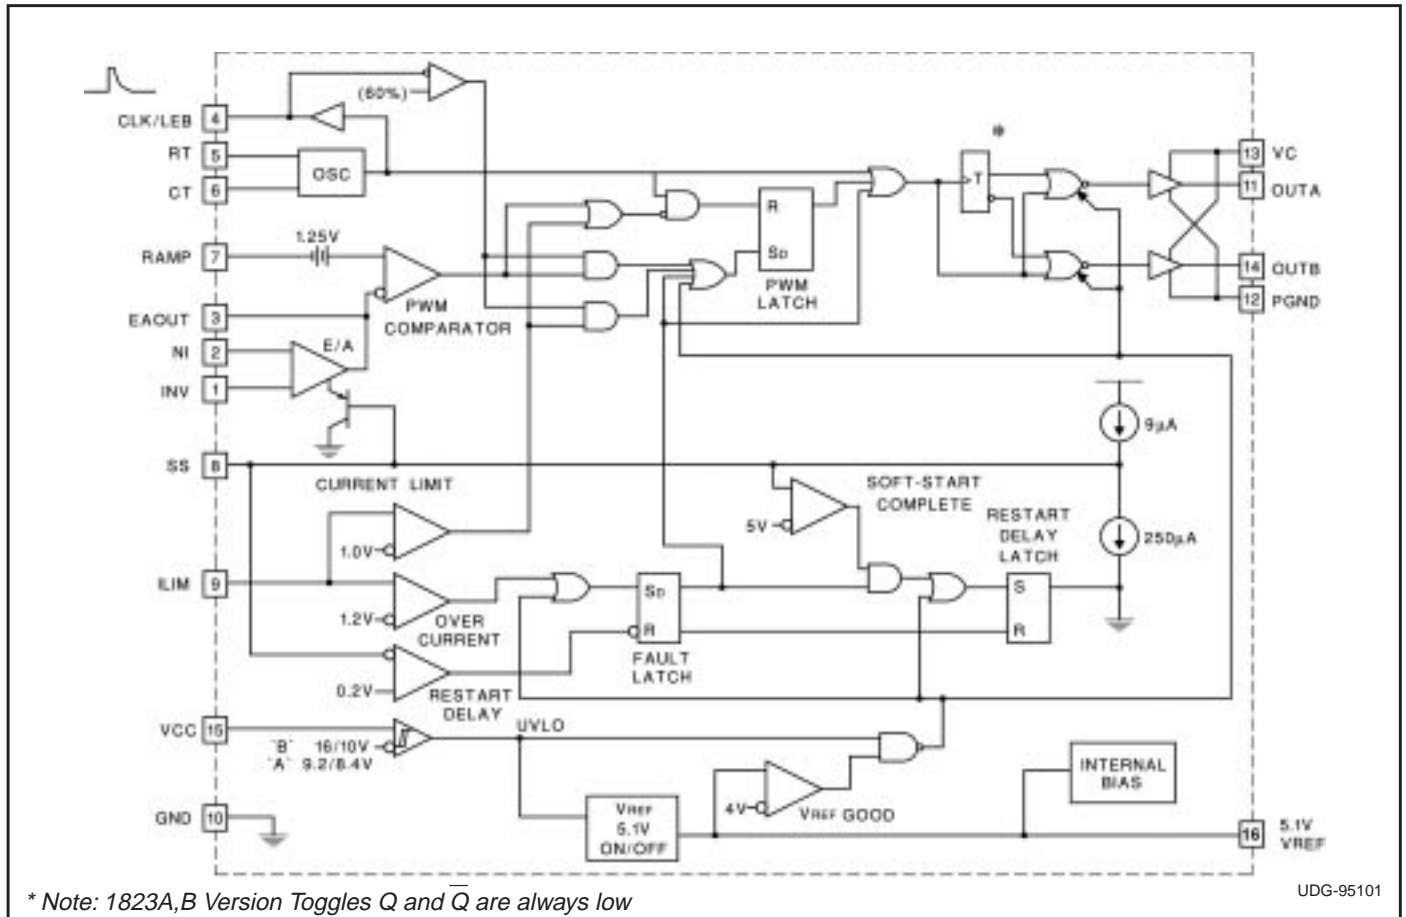 (60%)
CLK/LEB 4
RT 5
CT 6
OSC
*
T
13 VC
11 OUTA
R
SD
PWM
LATCH
1.25V
RAMP 7
PWM
COMPARATOR
14 OUTB
12 PGND
EAOUT 3
E/A
NI 2
INV 1
9µA
SS 8
CURRENT LIMIT
SOFT-START
COMPLETE
5V
RESTART
DELAY
LATCH
250µA
1.0V
ILIM 9
1.2V
OVER
CURRENT
SD
R
FAULT
LATCH
S
R
0.2V
RESTART
DELAY
VCC 15
"B" 16/10V
"A" 9.2/8.4V
UVLO
4V
VREF GOOD
INTERNAL
BIAS
GND 10
VREF
5.1V
ON/OFF
16 5.1V
VREF
* Note: 1823A,B Version Toggles Q and Q̅ are always low
UDG-95101